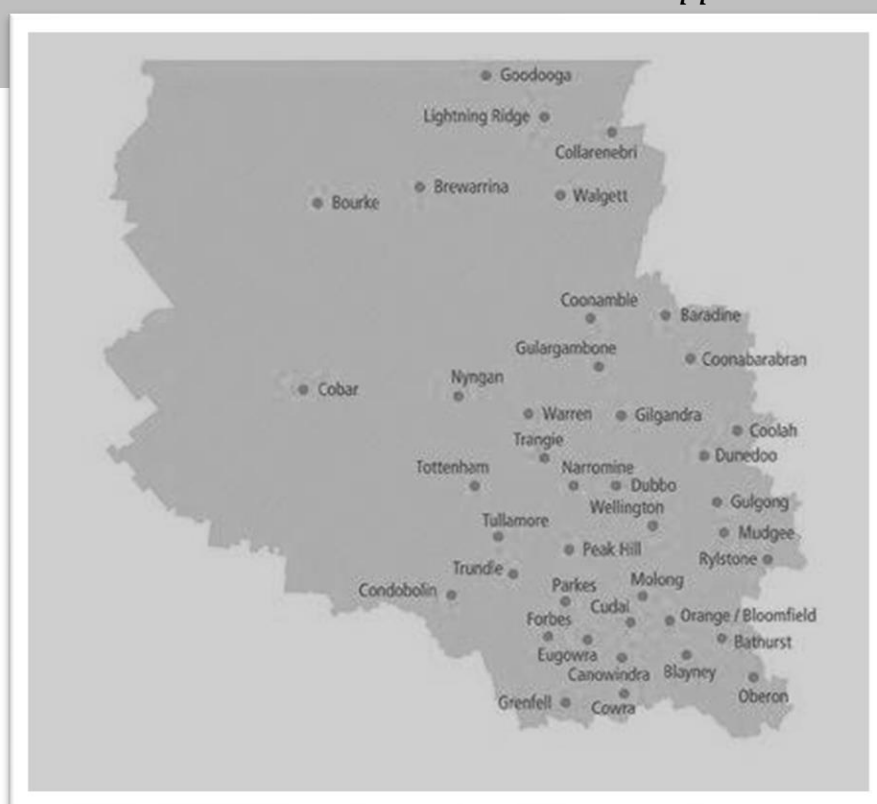 Goodooga
Lightning Ridge
Collarenebri
Brewarrina
Walgett
Bourke
Coonamble
Baradine
Gulargambone
Coonabarabran
Nyngan
Cobar
Warren
Gilgandra
Coolah
Trangie
Dunedoo
Tottenham
Narromine
Dubbo
Wellington
Gulgong
Tullamore
Mudgee
Peak Hill
Rylstone
Trundle
Condobolin
Parkes
Molong
Cudal
Orange / Bloomfield
Forbes
Bathurst
Eugowra
Canowindra
Blayney
Oberon
Grenfell
Cowra